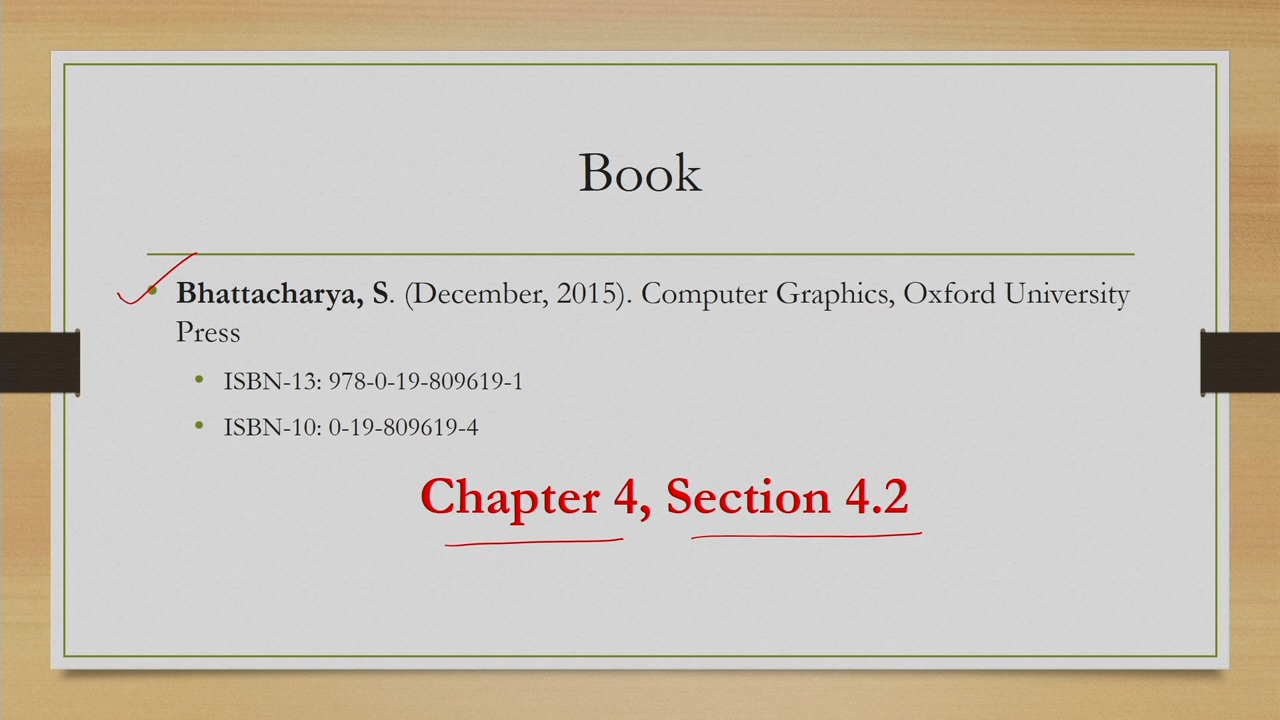 Book
• Bhattacharya, S. (December, 2015). Computer Graphics, Oxford University
Press
• ISBN-13: 978-0-19-809619-1
• ISBN-10: 0-19-809619-4
Chapter 4, Section 4.2